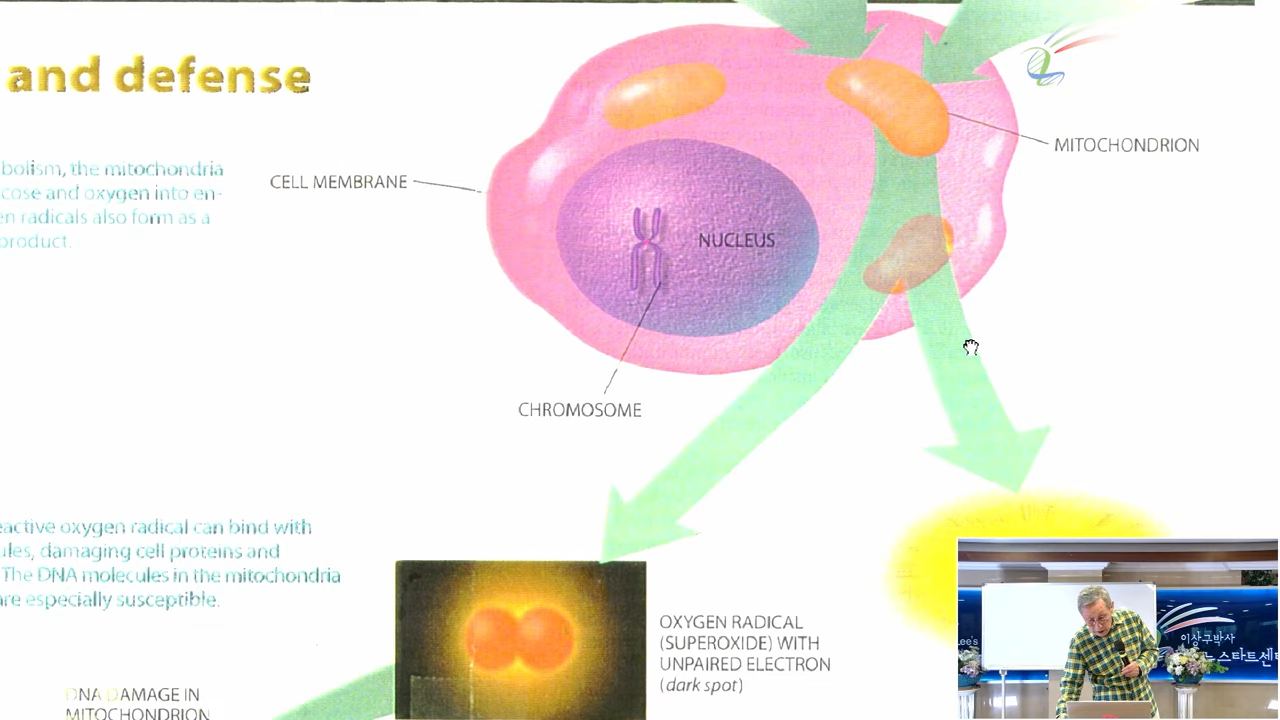 and defense
bolism, the mitochondria
cose and oxygen into en-
en radicals also form as a
product.
CELL MEMBRANE
MITOCHONDRION
NUCLEUS
CHROMOSOME
eactive oxygen radical can bind with
ules, damaging cell proteins and
The DNA molecules in the mitochondria
are especially susceptible.
OXYGEN RADICAL
(SUPEROXIDE) WITH
UNPAIRED ELECTRON
(dark spot)
DNA DAMAGE IN
MITOCHONDRION
Lee's
이상구박사
뉴스타트센터